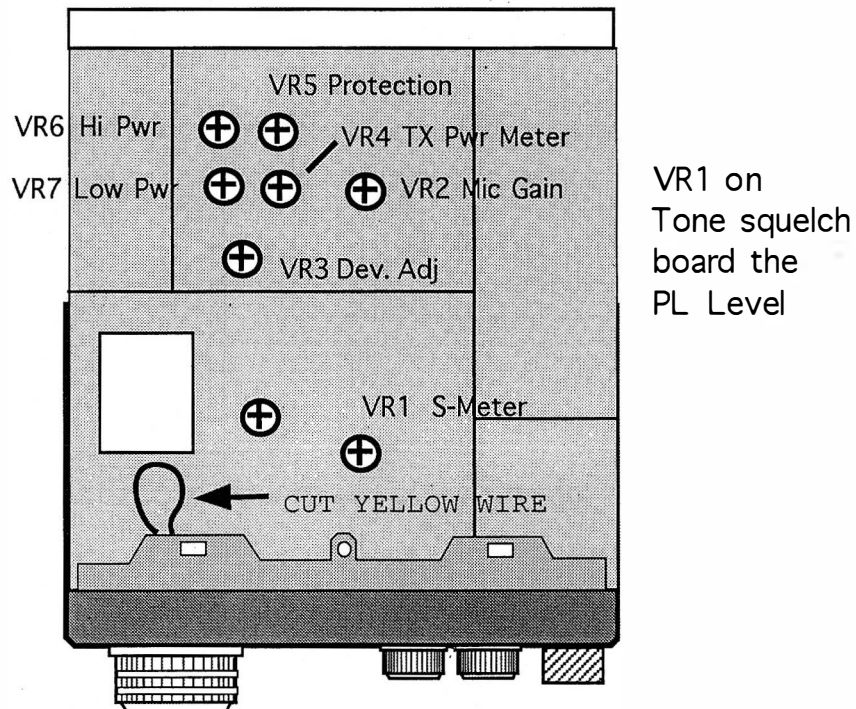 VR5 Protection
VR6 Hi Pwr
VR4 TX Pwr Meter
VR7 Low Pwr
VR2 Mic Gain
VR3 Dev. Adj
VR1 on
Tone squelch
board the
PL Level
VR1 S-Meter
CUT YELLOW WIRE